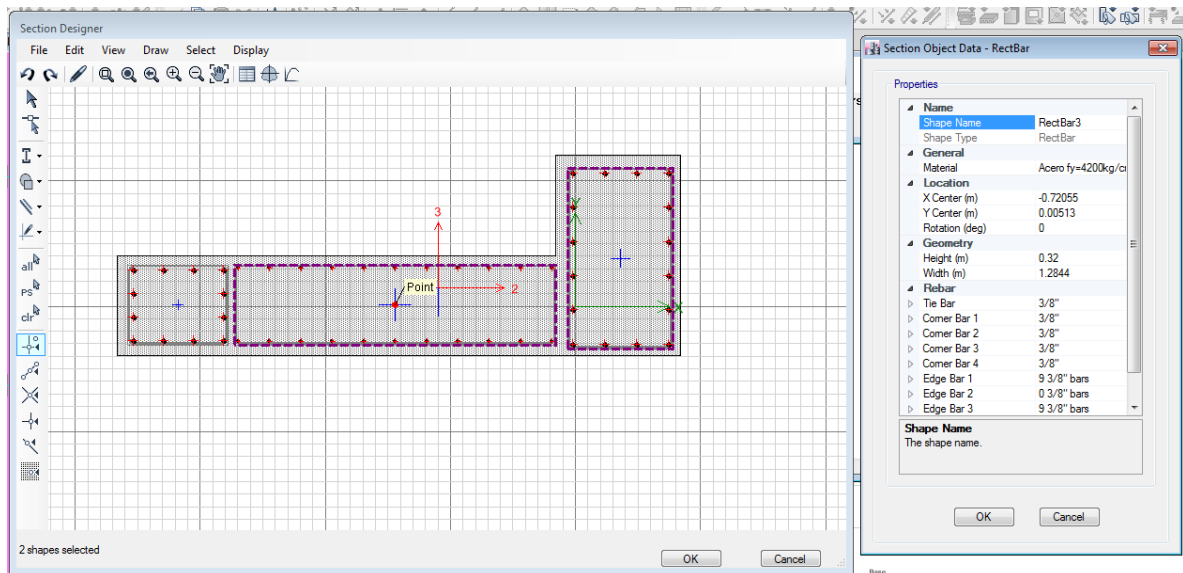 Section Designer
File Edit View Draw Select Display
all
PS
clr
3
2
Point
Y
X
2 shapes selected
OK Cancel
Section Object Data - RectBar
Properties
Name
Shape Name RectBar3
Shape Type RectBar
General
Material Acero fy=4200kg/cr
Location
X Center (m) -0.72055
Y Center (m) 0.00513
Rotation (deg) 0
Geometry
Height (m) 0.32
Width (m) 1.2844
Rebar
Tie Bar 3/8"
Corner Bar 1 3/8"
Corner Bar 2 3/8"
Corner Bar 3 3/8"
Corner Bar 4 3/8"
Edge Bar 1 9 3/8" bars
Edge Bar 2 0 3/8" bars
Edge Bar 3 9 3/8" bars
Shape Name
The shape name.
OK Cancel